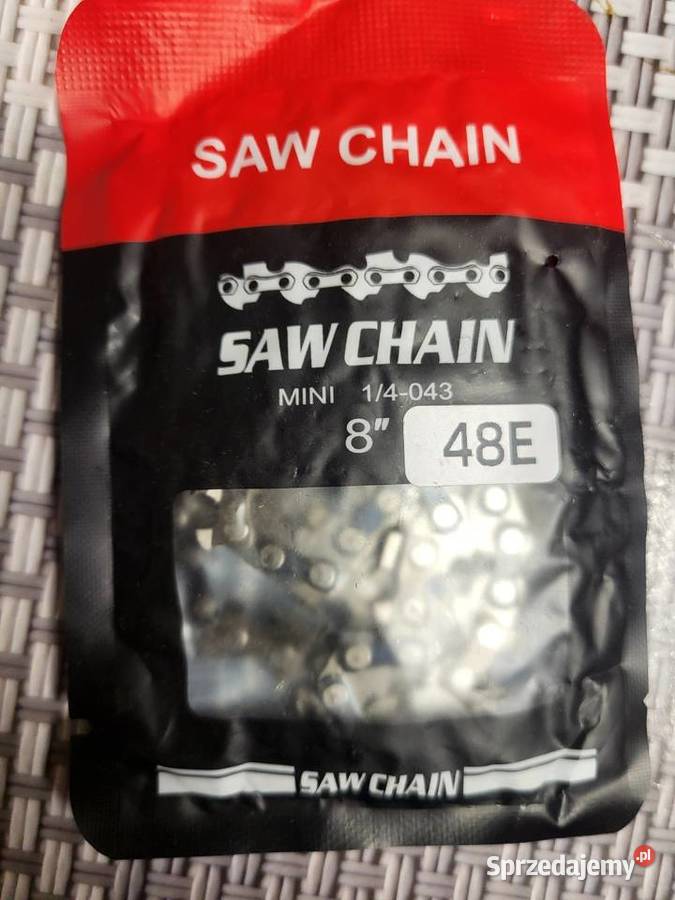 SAW CHAIN
SAW CHAIN
MINI 1/4-043
8" 48E
SAW CHAIN
Sprzedajemy.pl